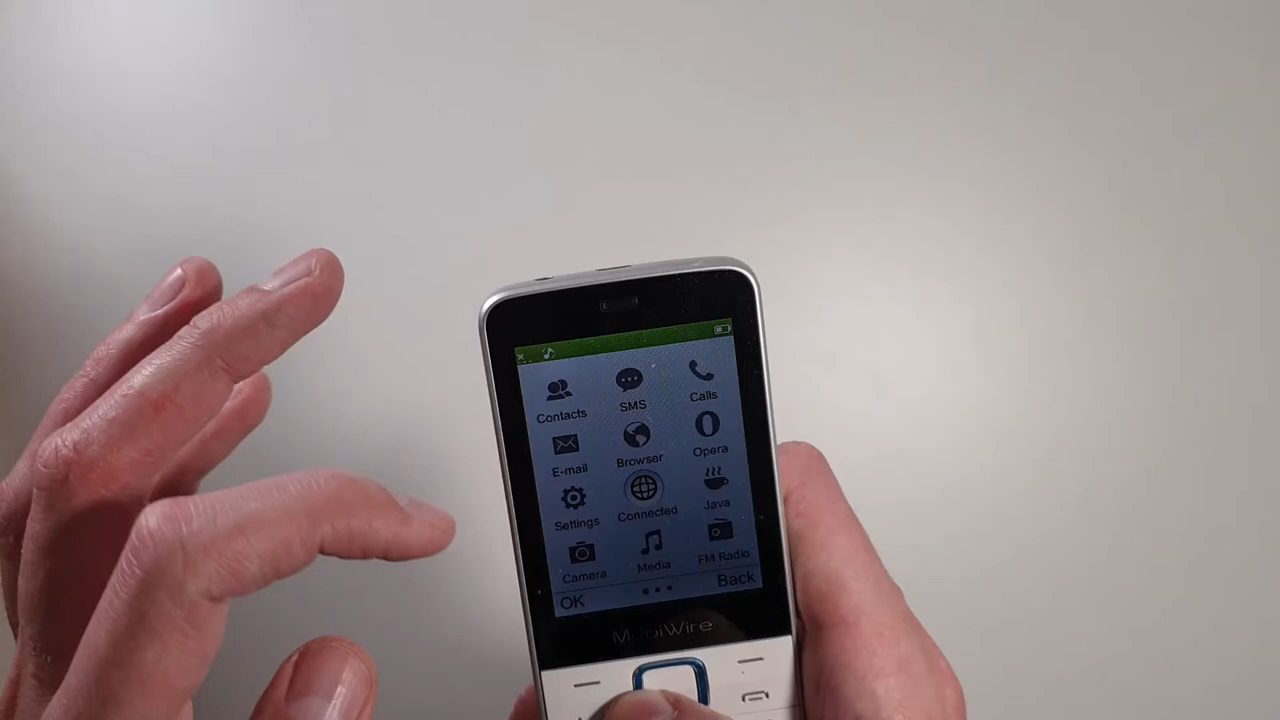 Contacts SMS Calls
E-mail Browser Opera
Settings Connected Java
Camera Media FM Radio
OK Back
MobiWire